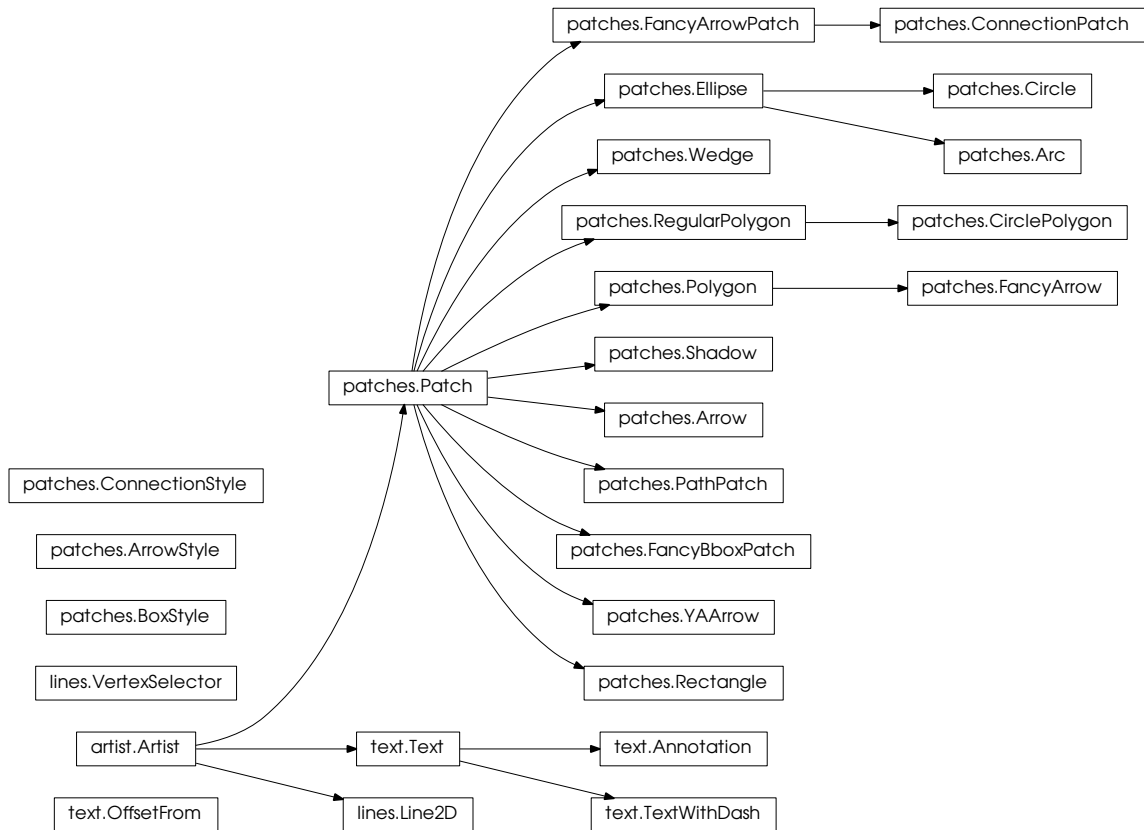 patches.FancyArrowPatch
patches.ConnectionPatch
patches.Ellipse
patches.Circle
patches.Wedge
patches.Arc
patches.RegularPolygon
patches.CirclePolygon
patches.Polygon
patches.FancyArrow
patches.Shadow
patches.Patch
patches.Arrow
patches.ConnectionStyle
patches.PathPatch
patches.ArrowStyle
patches.FancyBboxPatch
patches.BoxStyle
patches.YAArrow
lines.VertexSelector
patches.Rectangle
artist.Artist
text.Text
text.Annotation
text.OffsetFrom
lines.Line2D
text.TextWithDash